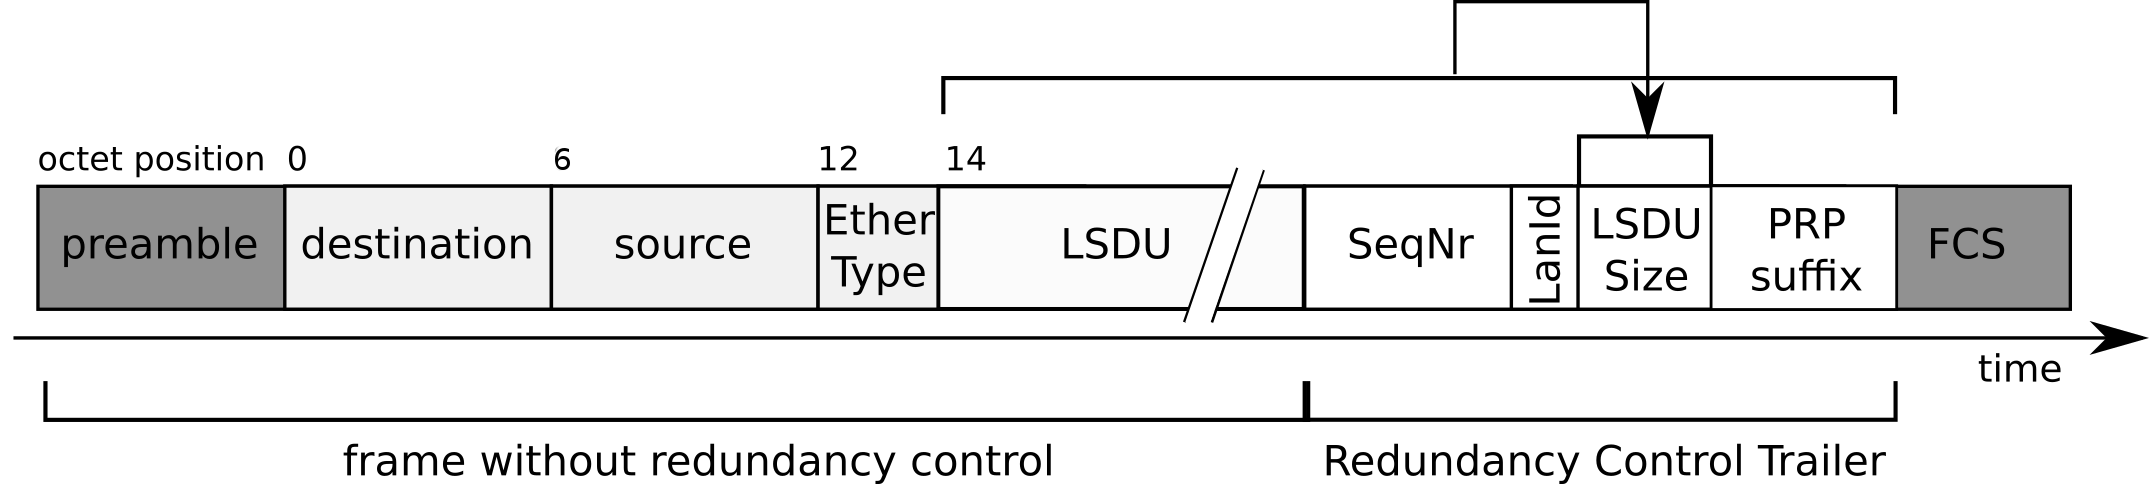 octet position 0 6 12 14
preamble destination source Ether Type LSDU SeqNr LanId LSDU Size PRP suffix FCS
time
frame without redundancy control Redundancy Control Trailer